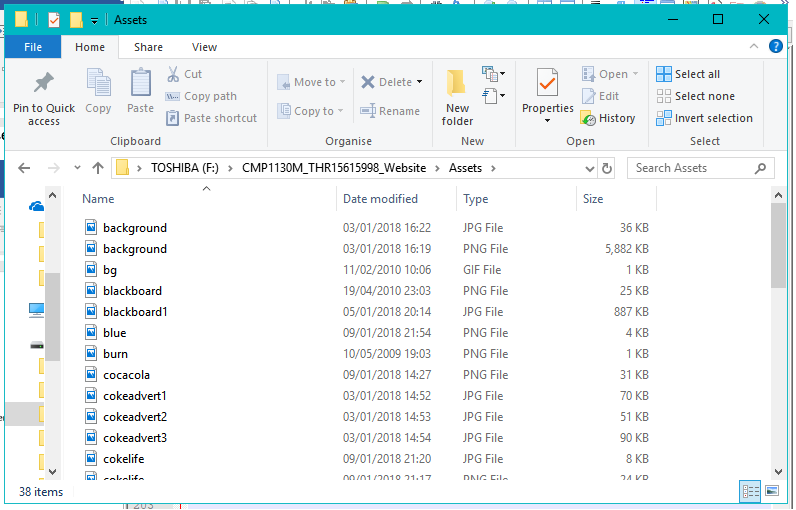 Assets
File Home Share View
Pin to Quick access
Copy
Paste
Cut
Copy path
Paste shortcut
Clipboard
Move to
Copy to
Delete
Rename
Organise
New folder
New
Properties
Open
Edit
History
Open
Select all
Select none
Invert selection
Select
TOSHIBA (F:) > CMP1130M_THR15615998_Website > Assets >
Search Assets
Name Date modified Type Size
background 03/01/2018 16:22 JPG File 36 KB
background 03/01/2018 16:19 PNG File 5,882 KB
bg 11/02/2010 10:06 GIF File 1 KB
blackboard 19/04/2010 23:03 PNG File 25 KB
blackboard1 05/01/2018 20:14 JPG File 887 KB
blue 09/01/2018 21:54 PNG File 4 KB
burn 10/05/2009 19:03 PNG File 1 KB
cocacola 09/01/2018 14:27 PNG File 31 KB
cokeadvert1 03/01/2018 14:52 JPG File 70 KB
cokeadvert2 03/01/2018 14:53 JPG File 51 KB
cokeadvert3 03/01/2018 14:54 JPG File 90 KB
cokelife 09/01/2018 21:20 JPG File 8 KB
cokelife 09/01/2018 21:17 PNG File 24 KB
38 items
203